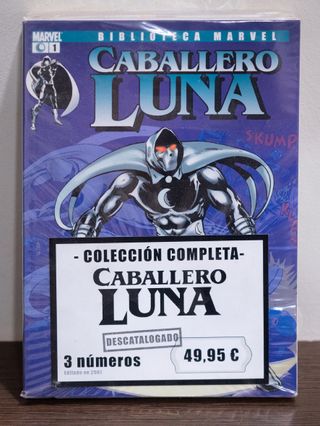 BIBLIOTECA MARVEL
MARVEL
1
CABALLERO
LUNA
SKUMP
- COLECCIÓN COMPLETA-
CABALLERO
LUNA
DESCATALOGADO
3 números
49,95 €